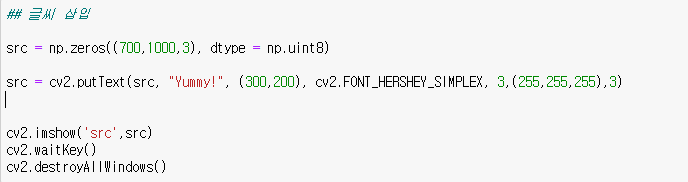 ## 글씨 삽입
src = np.zeros((700,1000,3), dtype = np.uint8)
src = cv2.putText(src, "Yummy!", (300,200), cv2.FONT_HERSHEY_SIMPLEX, 3,(255,255,255),3)
cv2.imshow('src',src)
cv2.waitKey()
cv2.destroyAllWindows()